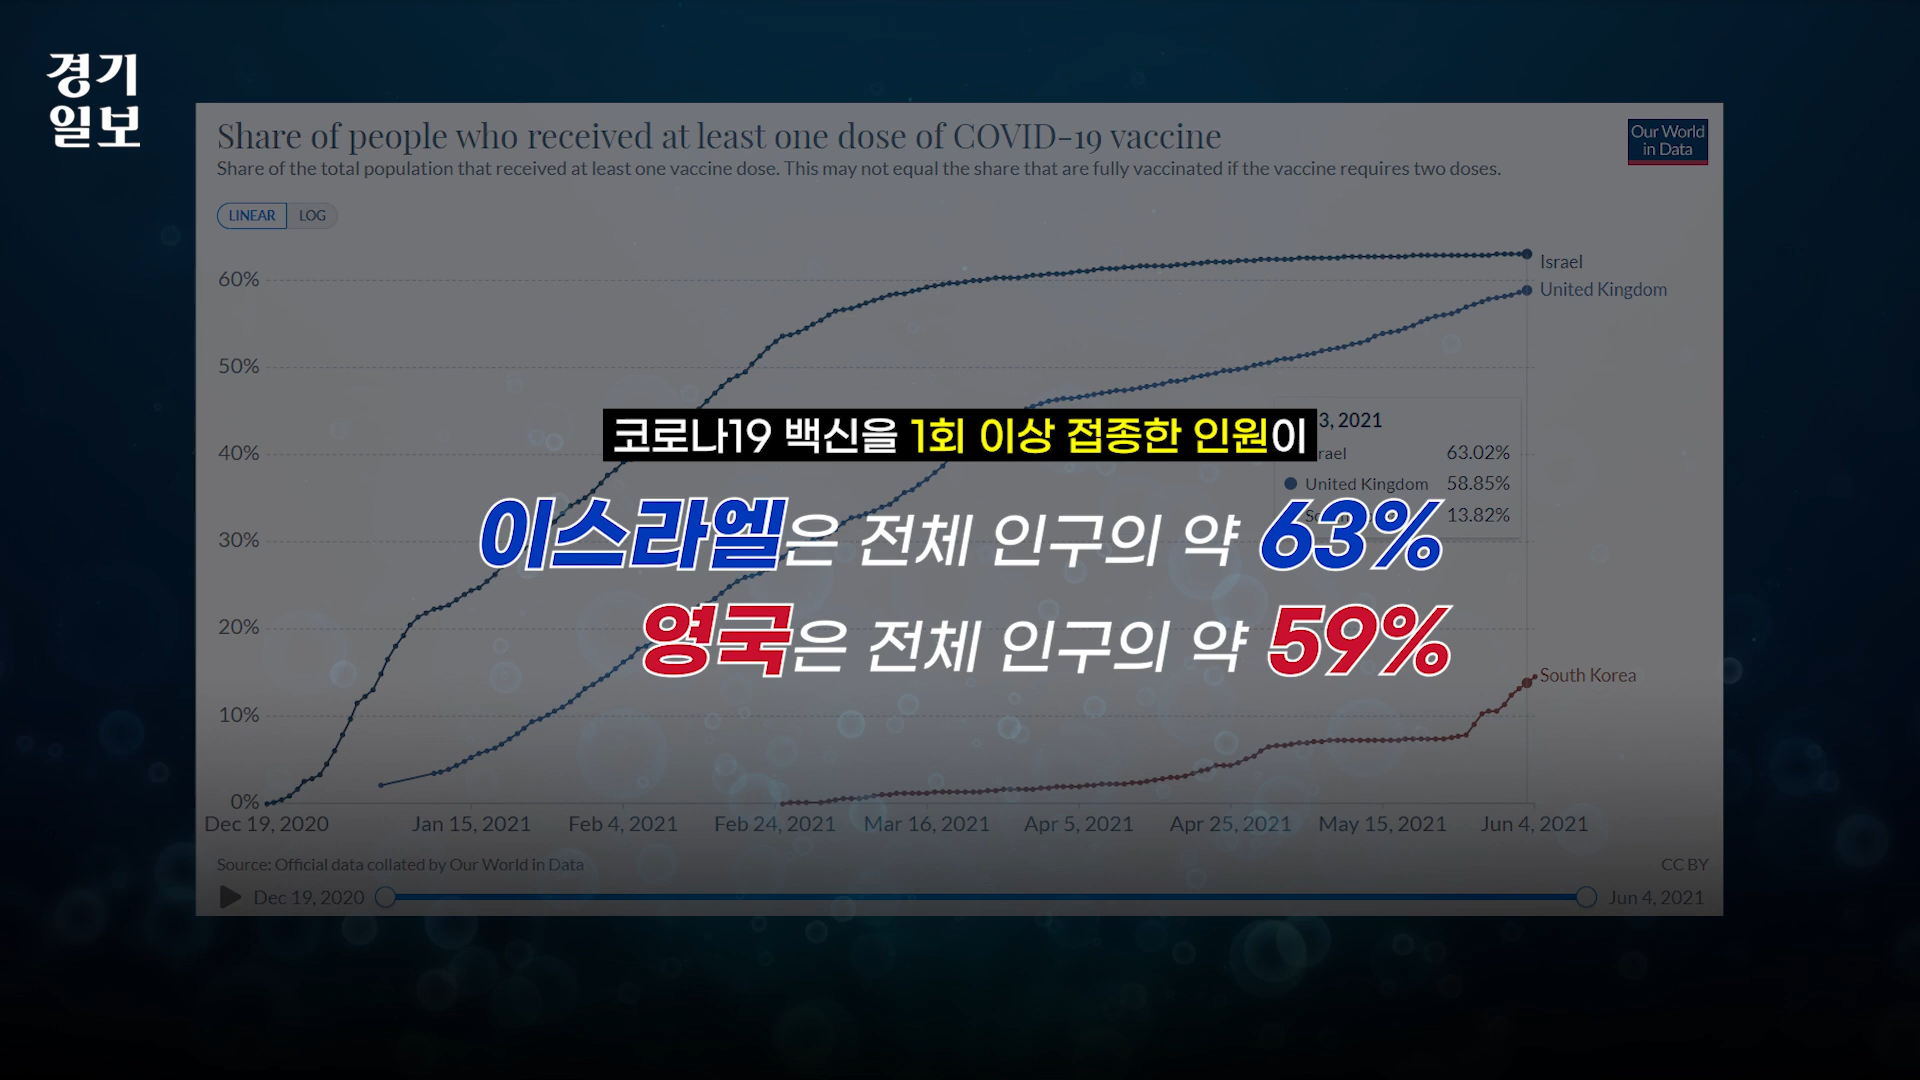 경기
일보
Share of people who received at least one dose of COVID-19 vaccine
Share of the total population that received at least one vaccine dose. This may not equal the share that are fully vaccinated if the vaccine requires two doses.
Our World
in Data
LINEAR LOG
60%
50%
40%
30%
20%
10%
0%
Israel
United Kingdom
South Korea
코로나19 백신을 1회 이상 접종한 인원이
이스라엘은 전체 인구의 약 63%
영국은 전체 인구의 약 59%
3, 2021
63.02%
United Kingdom 58.85%
13.82%
Dec 19, 2020 Jan 15, 2021 Feb 4, 2021 Feb 24, 2021 Mar 16, 2021 Apr 5, 2021 Apr 25, 2021 May 15, 2021 Jun 4, 2021
Source: Official data collated by Our World in Data
CC BY
Dec 19, 2020
Jun 4, 2021